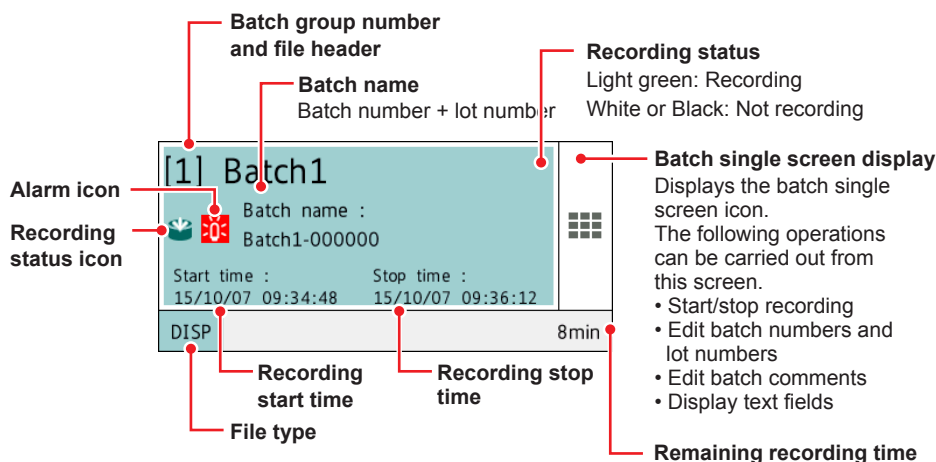 Batch group number
and file header
Batch name
Batch number + lot number
Recording status
Light green: Recording
White or Black: Not recording
[1] Batch1
Alarm icon
Recording
status icon
Batch name :
Batch1-000000
Start time :
15/10/07 09:34:48
Stop time :
15/10/07 09:36:12
DISP
8min
Batch single screen display
Displays the batch single
screen icon.
The following operations
can be carried out from
this screen.
• Start/stop recording
• Edit batch numbers and
lot numbers
• Edit batch comments
• Display text fields
Recording
start time
Recording stop
time
File type
Remaining recording time